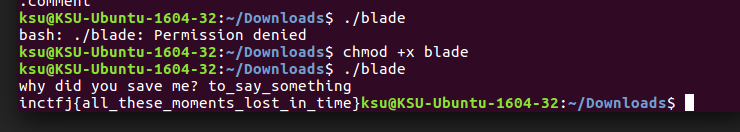 .comment
ksu@KSU-Ubuntu-1604-32:~/Downloads$ ./blade
bash: ./blade: Permission denied
ksu@KSU-Ubuntu-1604-32:~/Downloads$ chmod +x blade
ksu@KSU-Ubuntu-1604-32:~/Downloads$ ./blade
why did you save me? to_say_something
inctfj{all_these_moments_lost_in_time}ksu@KSU-Ubuntu-1604-32:~/Downloads$